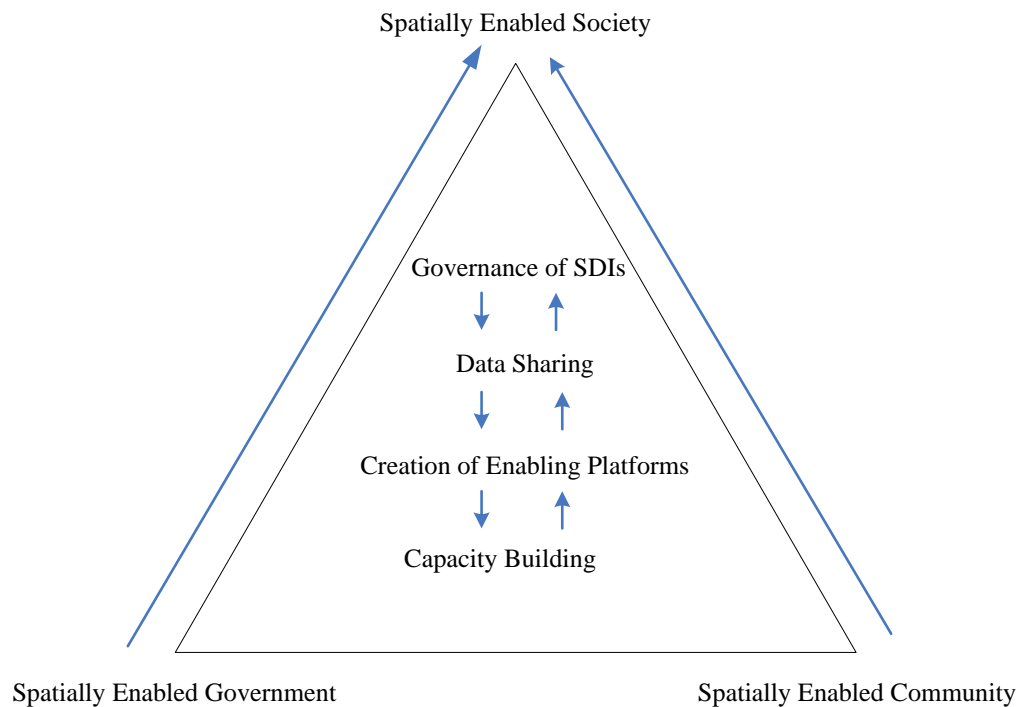 Spatially Enabled Society
Governance of SDIs
Data Sharing
Creation of Enabling Platforms
Capacity Building
Spatially Enabled Government
Spatially Enabled Community